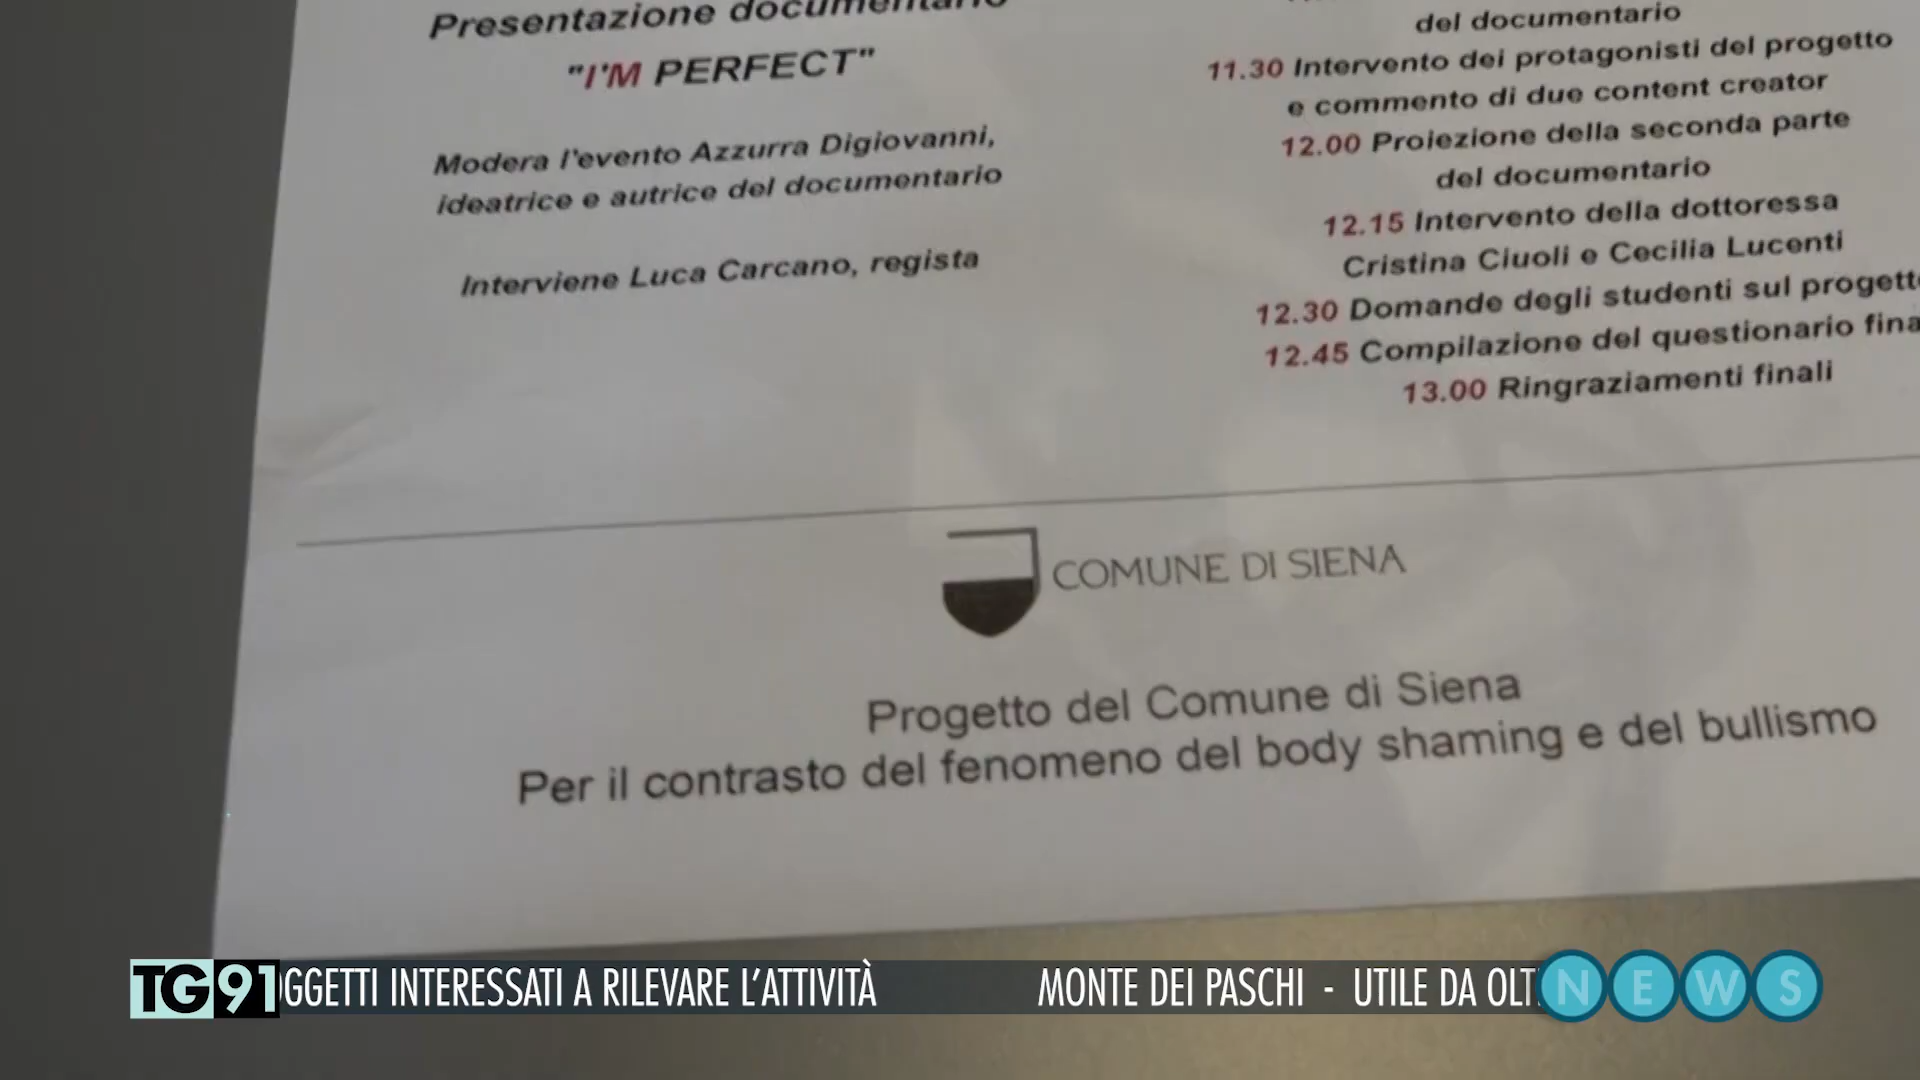 Presentazione documentario
"I'M PERFECT"
Modera l'evento Azzurra Digiovanni,
ideatrice e autrice del documentario
Interviene Luca Carcano, regista
del documentario
11.30 Intervento dei protagonisti del progetto
e commento di due content creator
12.00 Proiezione della seconda parte
del documentario
12.15 Intervento della dottoressa
Cristina Ciuoli e Cecilia Lucenti
12.30 Domande degli studenti sul progetto
12.45 Compilazione del questionario fina
13.00 Ringraziamenti finali
COMUNE DI SIENA
Progetto del Comune di Siena
Per il contrasto del fenomeno del body shaming e del bullismo
TG91 OGGETTI INTERESSATI A RILEVARE L'ATTIVITÀ MONTE DEI PASCHI - UTILE DA OLT NEWS